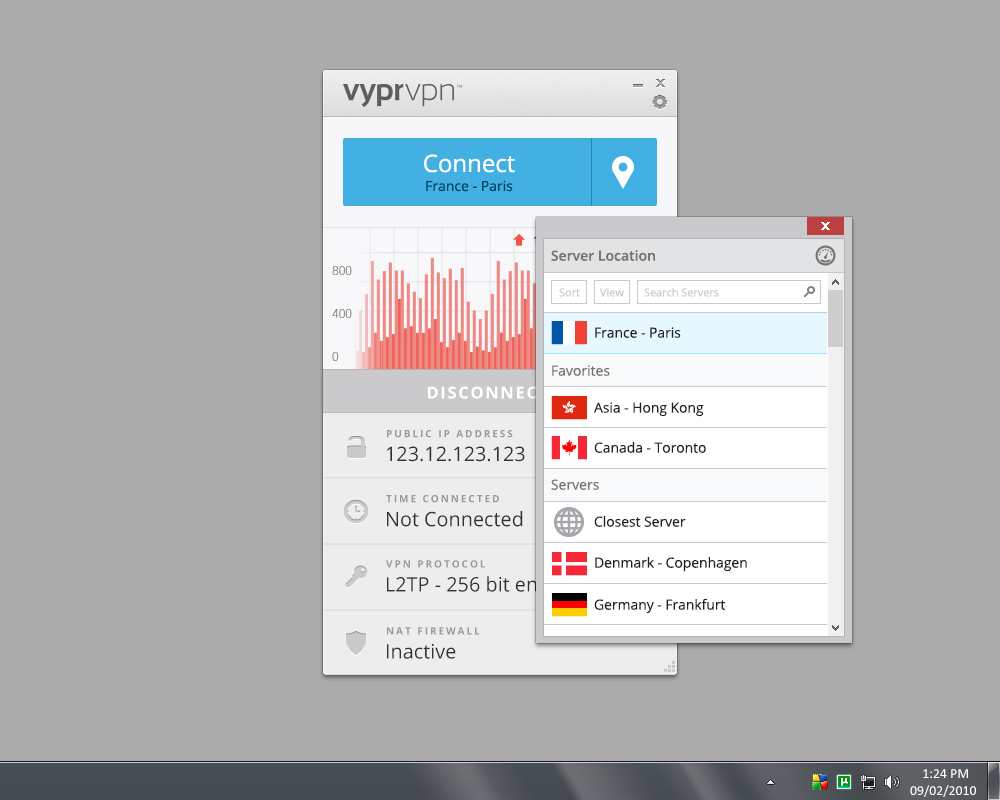 vyprvpn™
Connect
France - Paris
800
400
0
DISCONNEC
PUBLIC IP ADDRESS
123.12.123.123
TIME CONNECTED
Not Connected
VPN PROTOCOL
L2TP - 256 bit en
NAT FIREWALL
Inactive
Server Location
Sort
View
Search Servers
France - Paris
Favorites
Asia - Hong Kong
Canada - Toronto
Servers
Closest Server
Denmark - Copenhagen
Germany - Frankfurt
1:24 PM
09/02/2010